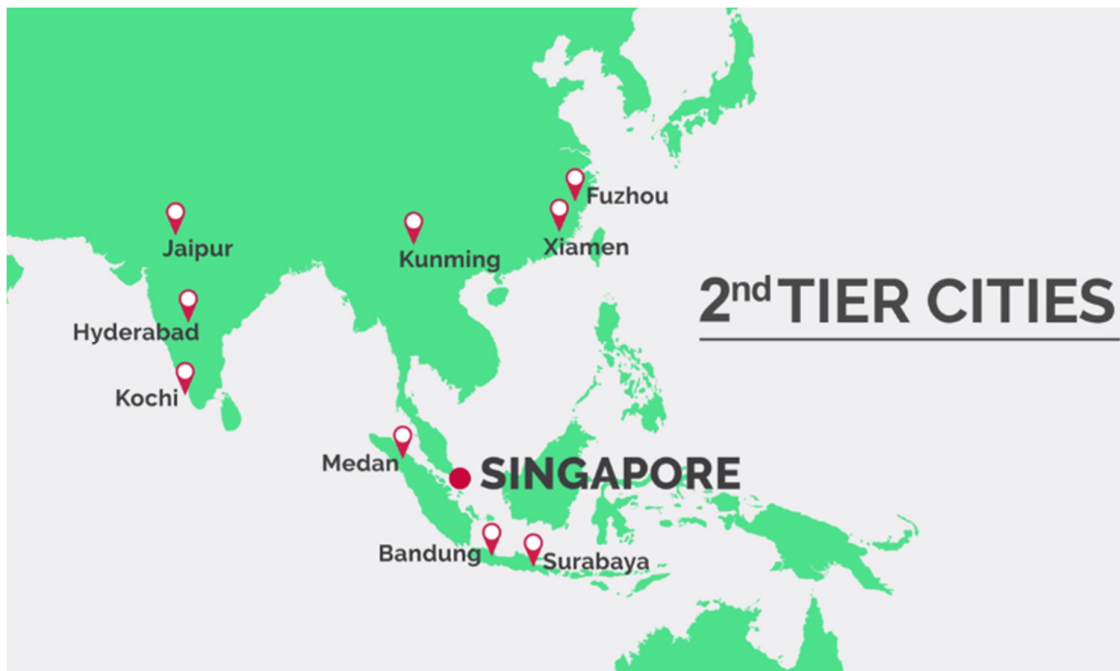 Fuzhou
Jaipur
Xiamen
Kunming
2nd TIER CITIES
Hyderabad
Kochi
Medan
SINGAPORE
Bandung
Surabaya